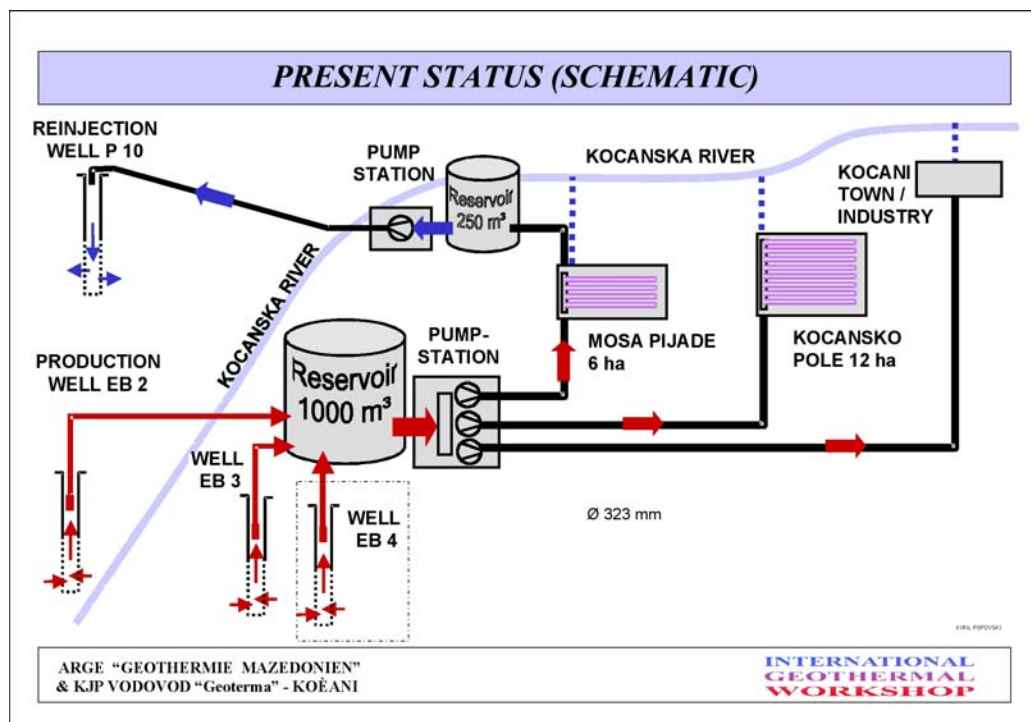 PRESENT STATUS (SCHEMATIC)
REINJECTION
WELL P 10
PUMP
STATION
Reservoir
250 m³
KOCANSKA RIVER
KOCANI
TOWN /
INDUSTRY
KOCANSKA RIVER
PUMP-
STATION
MOSA PIJADE
6 ha
KOCANSKO
POLE 12 ha
PRODUCTION
WELL EB 2
Reservoir
1000 m³
WELL
EB 3
WELL
EB 4
Ø 323 mm
KIRIL POPOVSKI
ARGE “GEOTHERMIE MAZEDONIEN”
& KJP VODOVOD “Geoterma” - KOÈANI
INTERNATIONAL
GEOTHERMAL
WORKSHOP